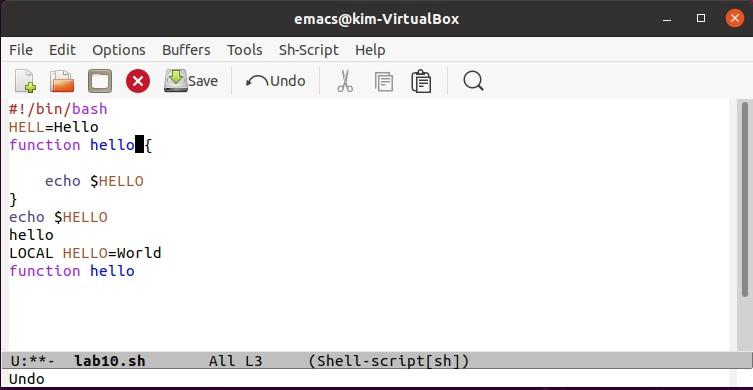 emacs@kim-VirtualBox
File Edit Options Buffers Tools Sh-Script Help
Save Undo
#!/bin/bash
HELL=Hello
function hello {
echo $HELLO
}
echo $HELLO
hello
LOCAL HELLO=World
function hello
U:**- lab10.sh All L3 (Shell-script[sh])
Undo